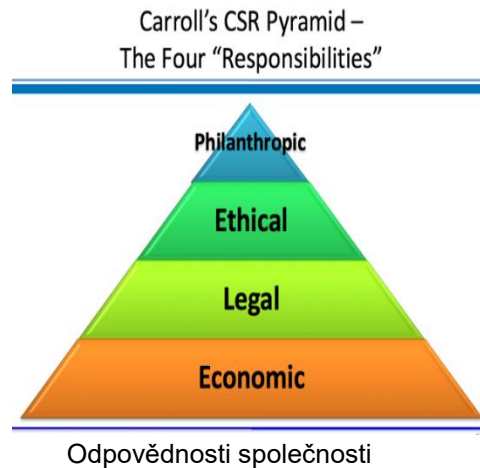 Carroll’s CSR Pyramid –
The Four “Responsibilities”
Philanthropic
Ethical
Legal
Economic
Odpovědnosti společnosti